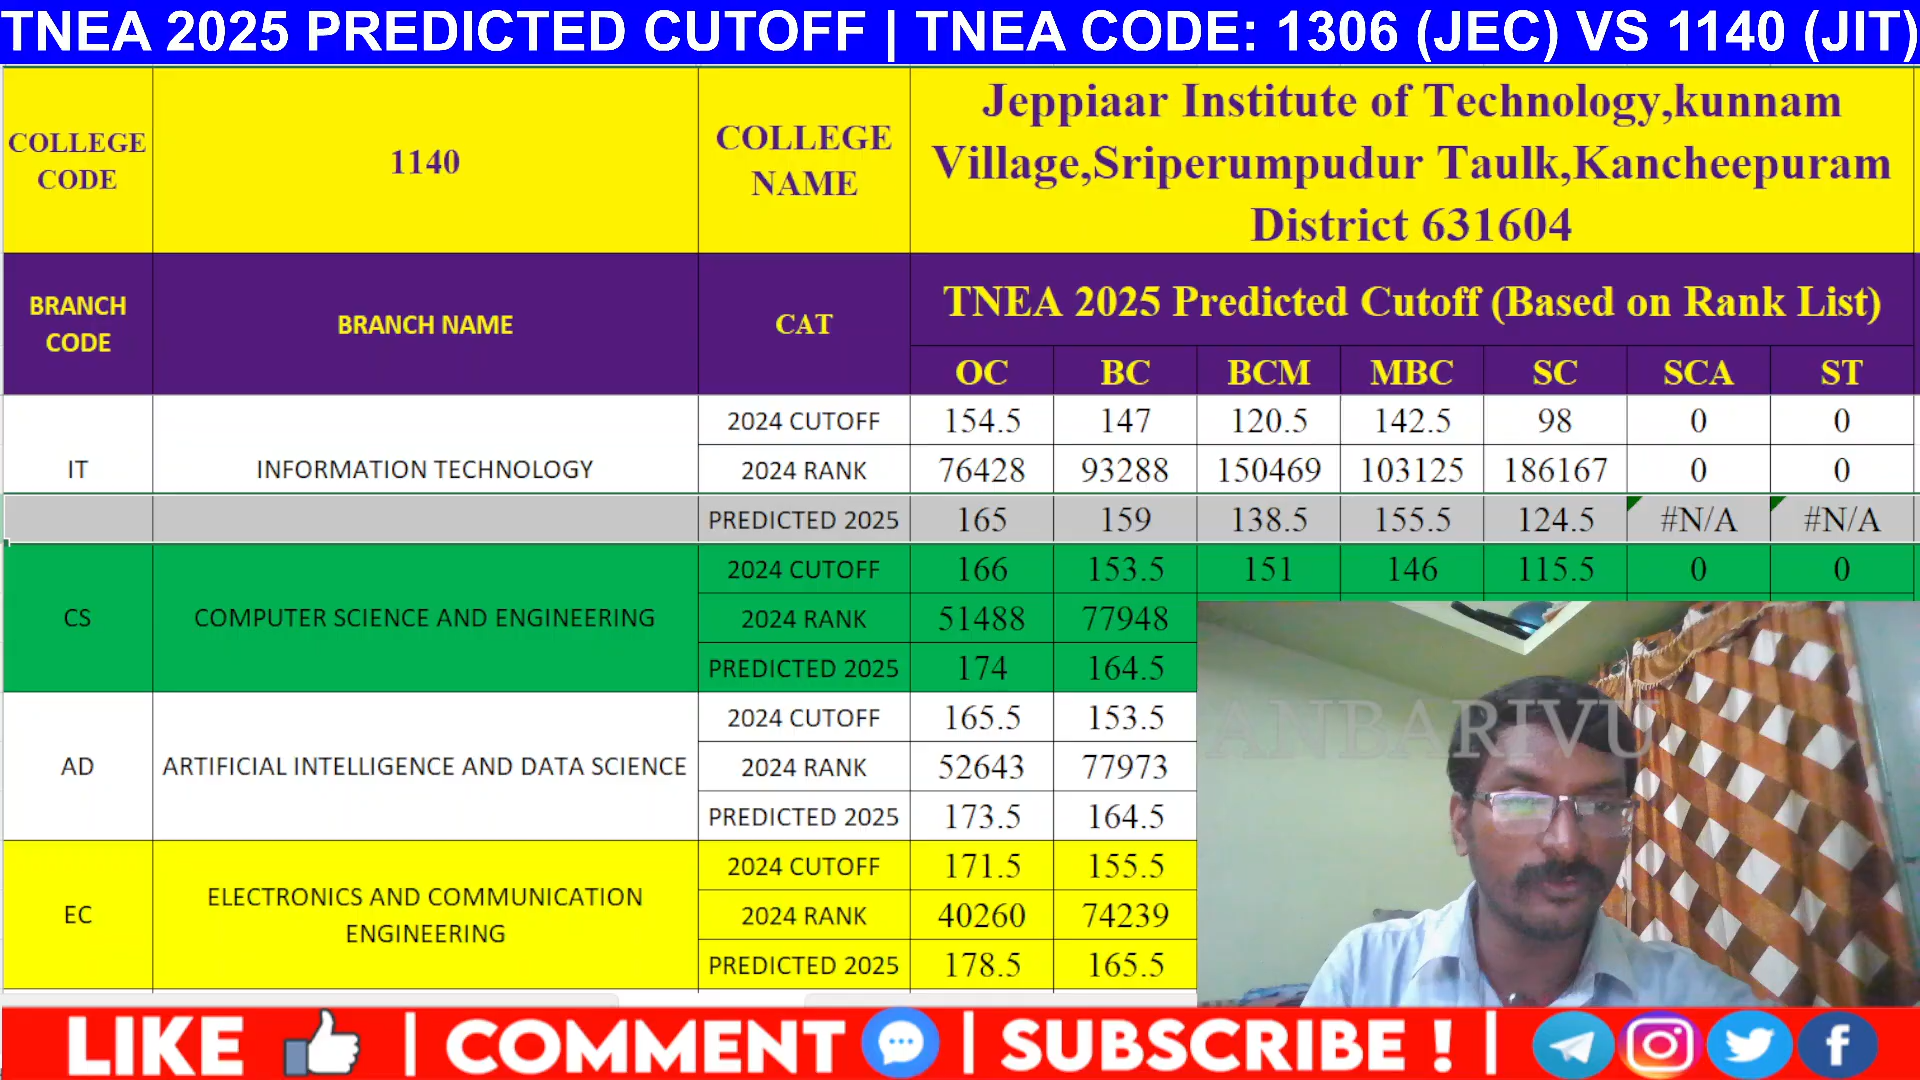 TNEA 2025 PREDICTED CUTOFF | TNEA CODE: 1306 (JEC) VS 1140 (JIT)
COLLEGE CODE
1140
COLLEGE NAME
Jeppiaar Institute of Technology,kunnam
Village,Sriperumpudur Taulk,Kancheepuram
District 631604
BRANCH CODE
BRANCH NAME
CAT
TNEA 2025 Predicted Cutoff (Based on Rank List)
OC BC BCM MBC SC SCA ST
IT
INFORMATION TECHNOLOGY
2024 CUTOFF 154.5 147 120.5 142.5 98 0 0
2024 RANK 76428 93288 150469 103125 186167 0 0
PREDICTED 2025 165 159 138.5 155.5 124.5 #N/A #N/A
CS
COMPUTER SCIENCE AND ENGINEERING
2024 CUTOFF 166 153.5 151 146 115.5 0 0
2024 RANK 51488 77948
PREDICTED 2025 174 164.5
AD
ARTIFICIAL INTELLIGENCE AND DATA SCIENCE
2024 CUTOFF 165.5 153.5
2024 RANK 52643 77973
PREDICTED 2025 173.5 164.5
EC
ELECTRONICS AND COMMUNICATION
ENGINEERING
2024 CUTOFF 171.5 155.5
2024 RANK 40260 74239
PREDICTED 2025 178.5 165.5
ANBARIVU
LIKE | COMMENT | SUBSCRIBE ! |